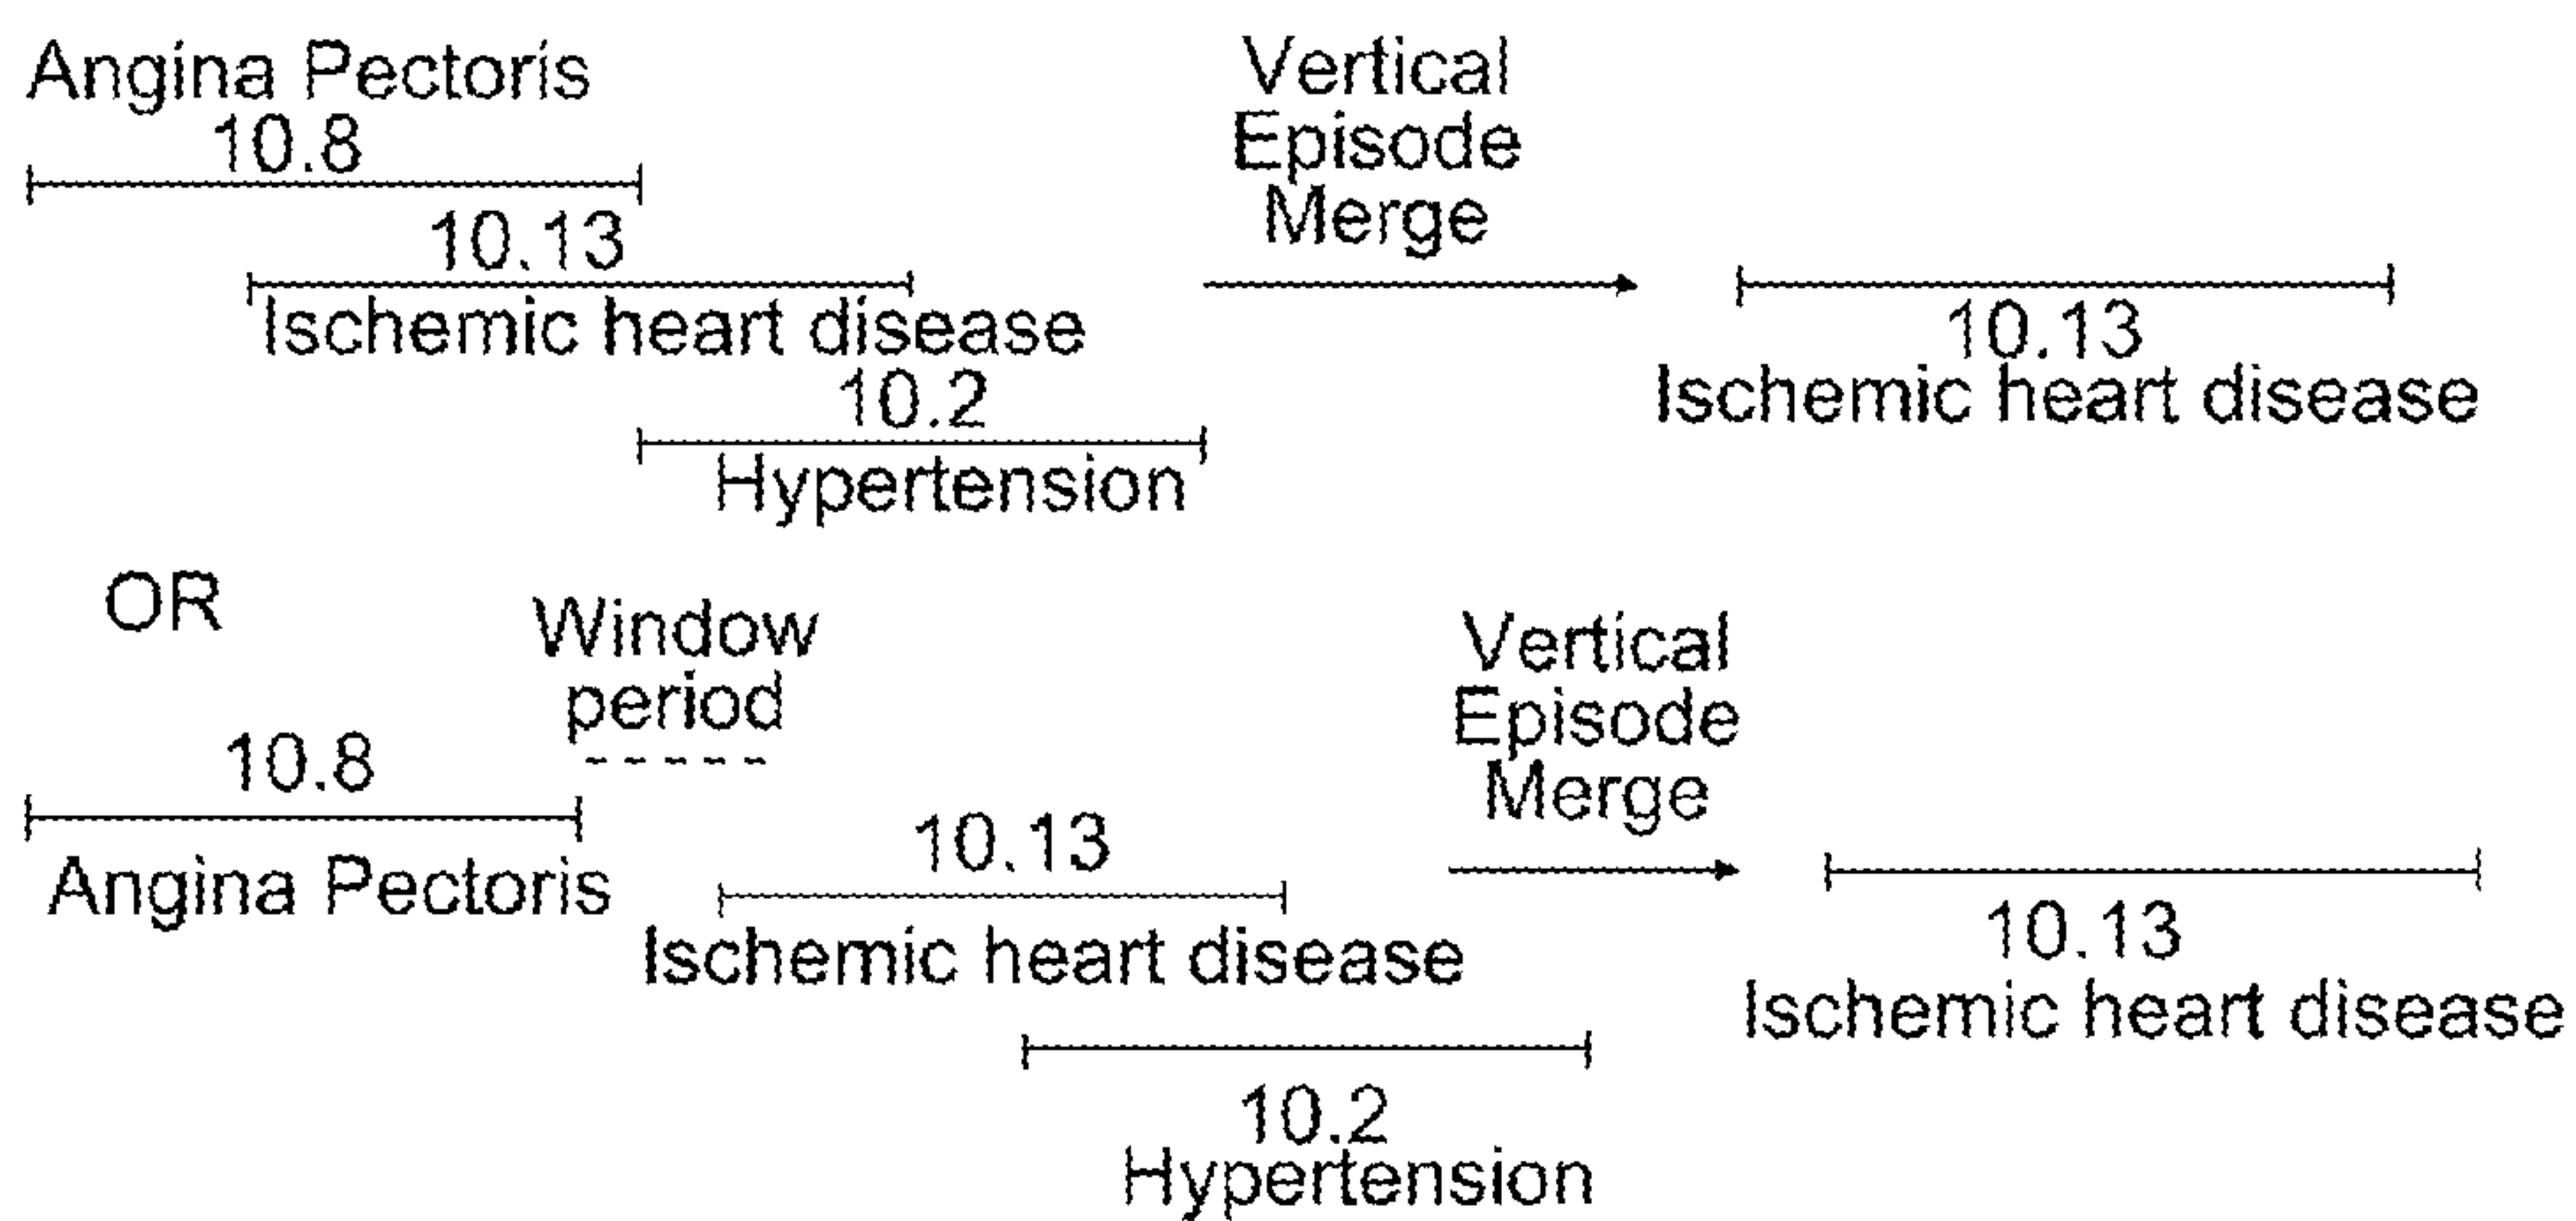 Angina Pectoris
10.8
10.13
Ischemic heart disease
10.2
Hypertension
Vertical
Episode
Merge
10.13
Ischemic heart disease
OR
Window
period
10.8
Angina Pectoris
10.13
Ischemic heart disease
10.2
Hypertension
Vertical
Episode
Merge
10.13
Ischemic heart disease